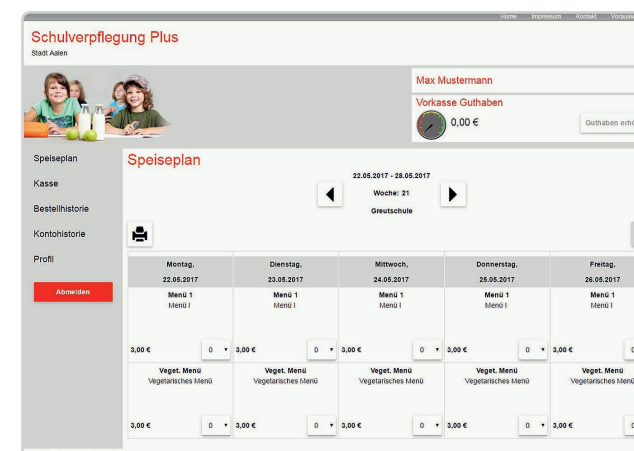 Home Impressum Kontakt
Schulverpflegung Plus
Stadt Aalen
Max Mustermann
Vorkasse Guthaben
0,00 €
Guthaben
Speiseplan
Kasse
Bestellhistorie
Kontohistorie
Profil
Abmelden
Speiseplan
22.05.2017 - 28.05.2017
Woche: 21
Greutschule
Montag, Dienstag, Mittwoch, Donnerstag, Freitag,
22.05.2017 23.05.2017 24.05.2017 25.05.2017 26.05.2017
Menü 1 Menü 1 Menü 1 Menü 1 Menü 1
Menü I Menü I Menü I Menü I Menü I
3,00 € 0 3,00 € 0 3,00 € 0 3,00 € 0 3,00 € 0
Veget. Menü Veget. Menü Veget. Menü Veget. Menü Veget. Menü
Vegetarisches Menü Vegetarisches Menü Vegetarisches Menü Vegetarisches Menü Vegetarisches Menü
3,00 € 0 3,00 € 0 3,00 € 0 3,00 € 0 3,00 € 0